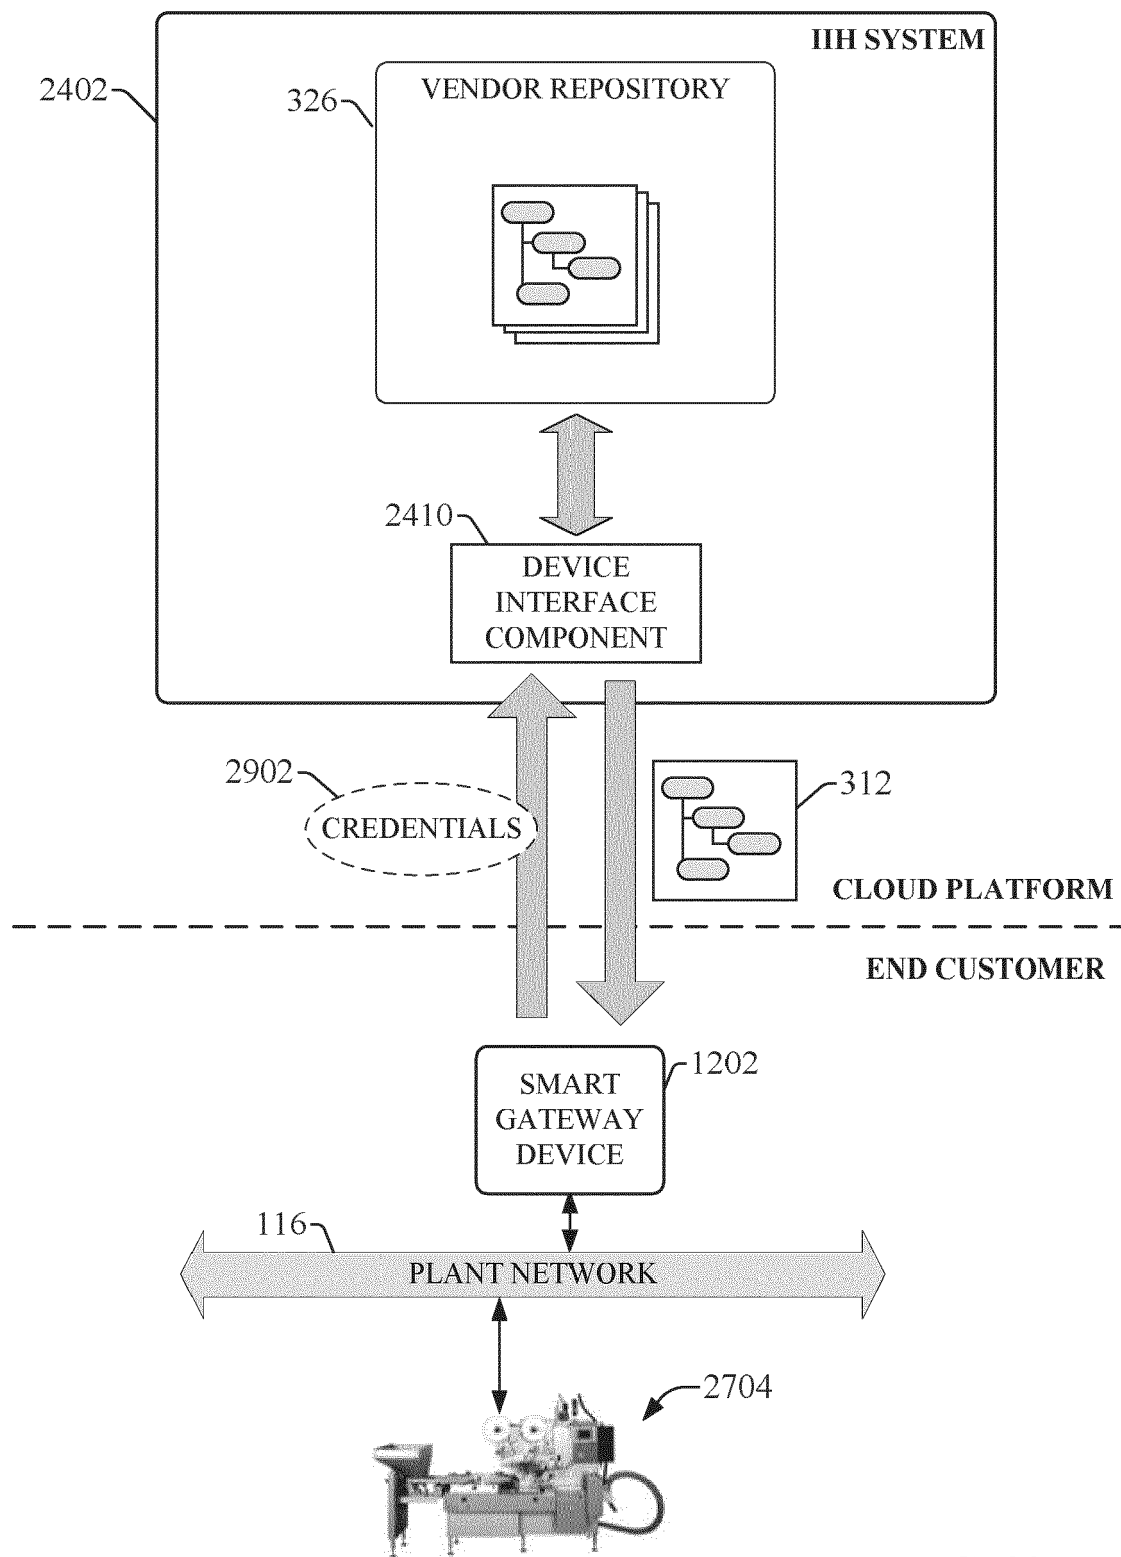 IIH SYSTEM
2402
326
VENDOR REPOSITORY
2410
DEVICE
INTERFACE
COMPONENT
2902
CREDENTIALS
312
CLOUD PLATFORM
END CUSTOMER
1202
SMART
GATEWAY
DEVICE
116
PLANT NETWORK
2704